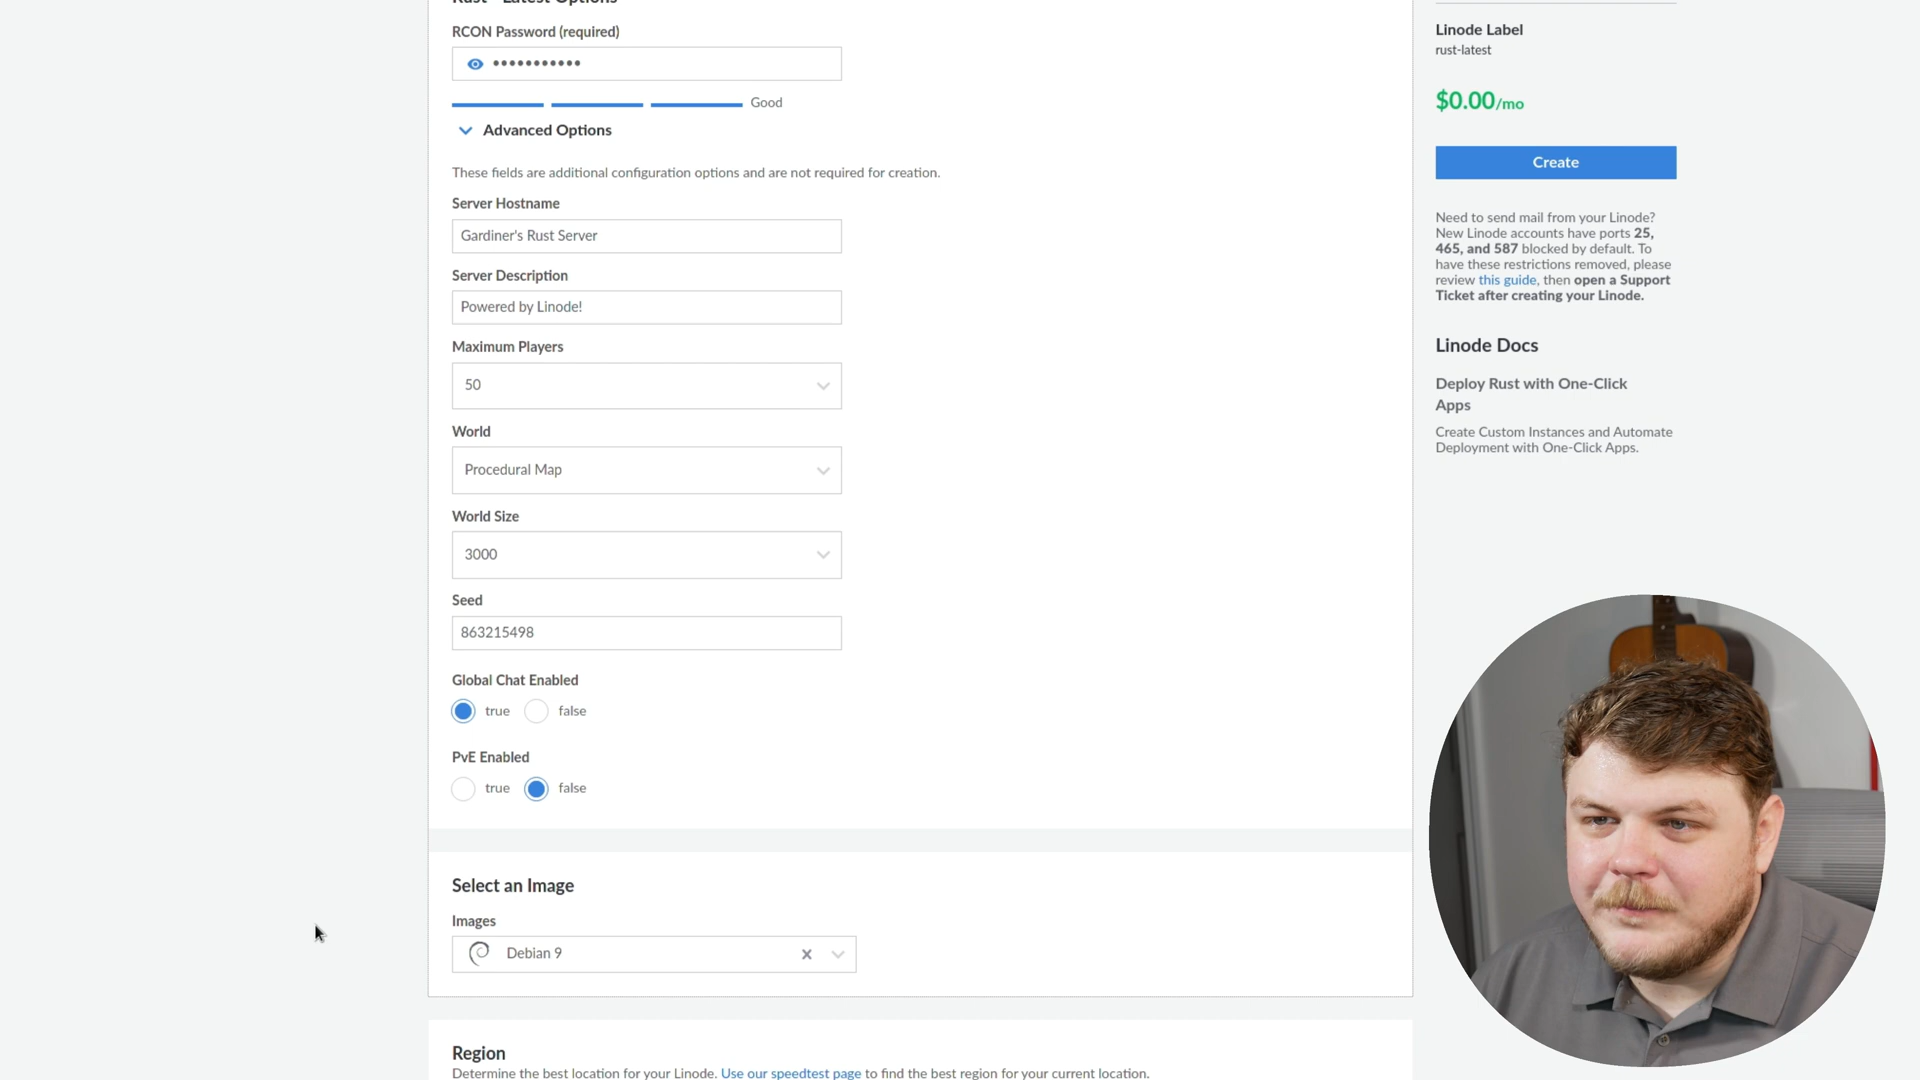 Rust - Latest Options
RCON Password (required)
•••••••••••
Good
Advanced Options
These fields are additional configuration options and are not required for creation.
Server Hostname
Gardiner's Rust Server
Server Description
Powered by Linode!
Maximum Players
50
World
Procedural Map
World Size
3000
Seed
863215498
Global Chat Enabled
true false
PvE Enabled
true false
Select an Image
Images
Debian 9
Region
Determine the best location for your Linode. Use our speedtest page to find the best region for your current location.
Linode Label
rust-latest
$0.00/mo
Create
Need to send mail from your Linode?
New Linode accounts have ports 25,
465, and 587 blocked by default. To
have these restrictions removed, please
review this guide, then open a Support
Ticket after creating your Linode.
Linode Docs
Deploy Rust with One-Click
Apps
Create Custom Instances and Automate
Deployment with One-Click Apps.